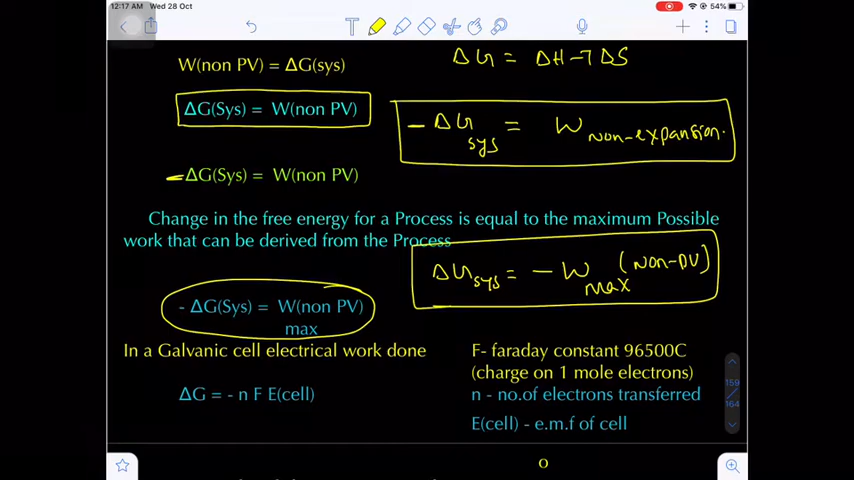 12:17 AM Wed 28 Oct
54%
W(non PV) = ΔG(sys)
ΔG = ΔH-TΔS
ΔG(Sys) = W(non PV)
- ΔG sys = W non-expansion.
- ΔG(Sys) = W(non PV)
Change in the free energy for a Process is equal to the maximum Possible
work that can be derived from the Process
ΔG sys = - W max (non-PV)
- ΔG(Sys) = W(non PV)
max
In a Galvanic cell electrical work done
F- faraday constant 96500C
(charge on 1 mole electrons)
ΔG = - n F E(cell)
n - no.of electrons transferred
E(cell) - e.m.f of cell
159
/
164
o